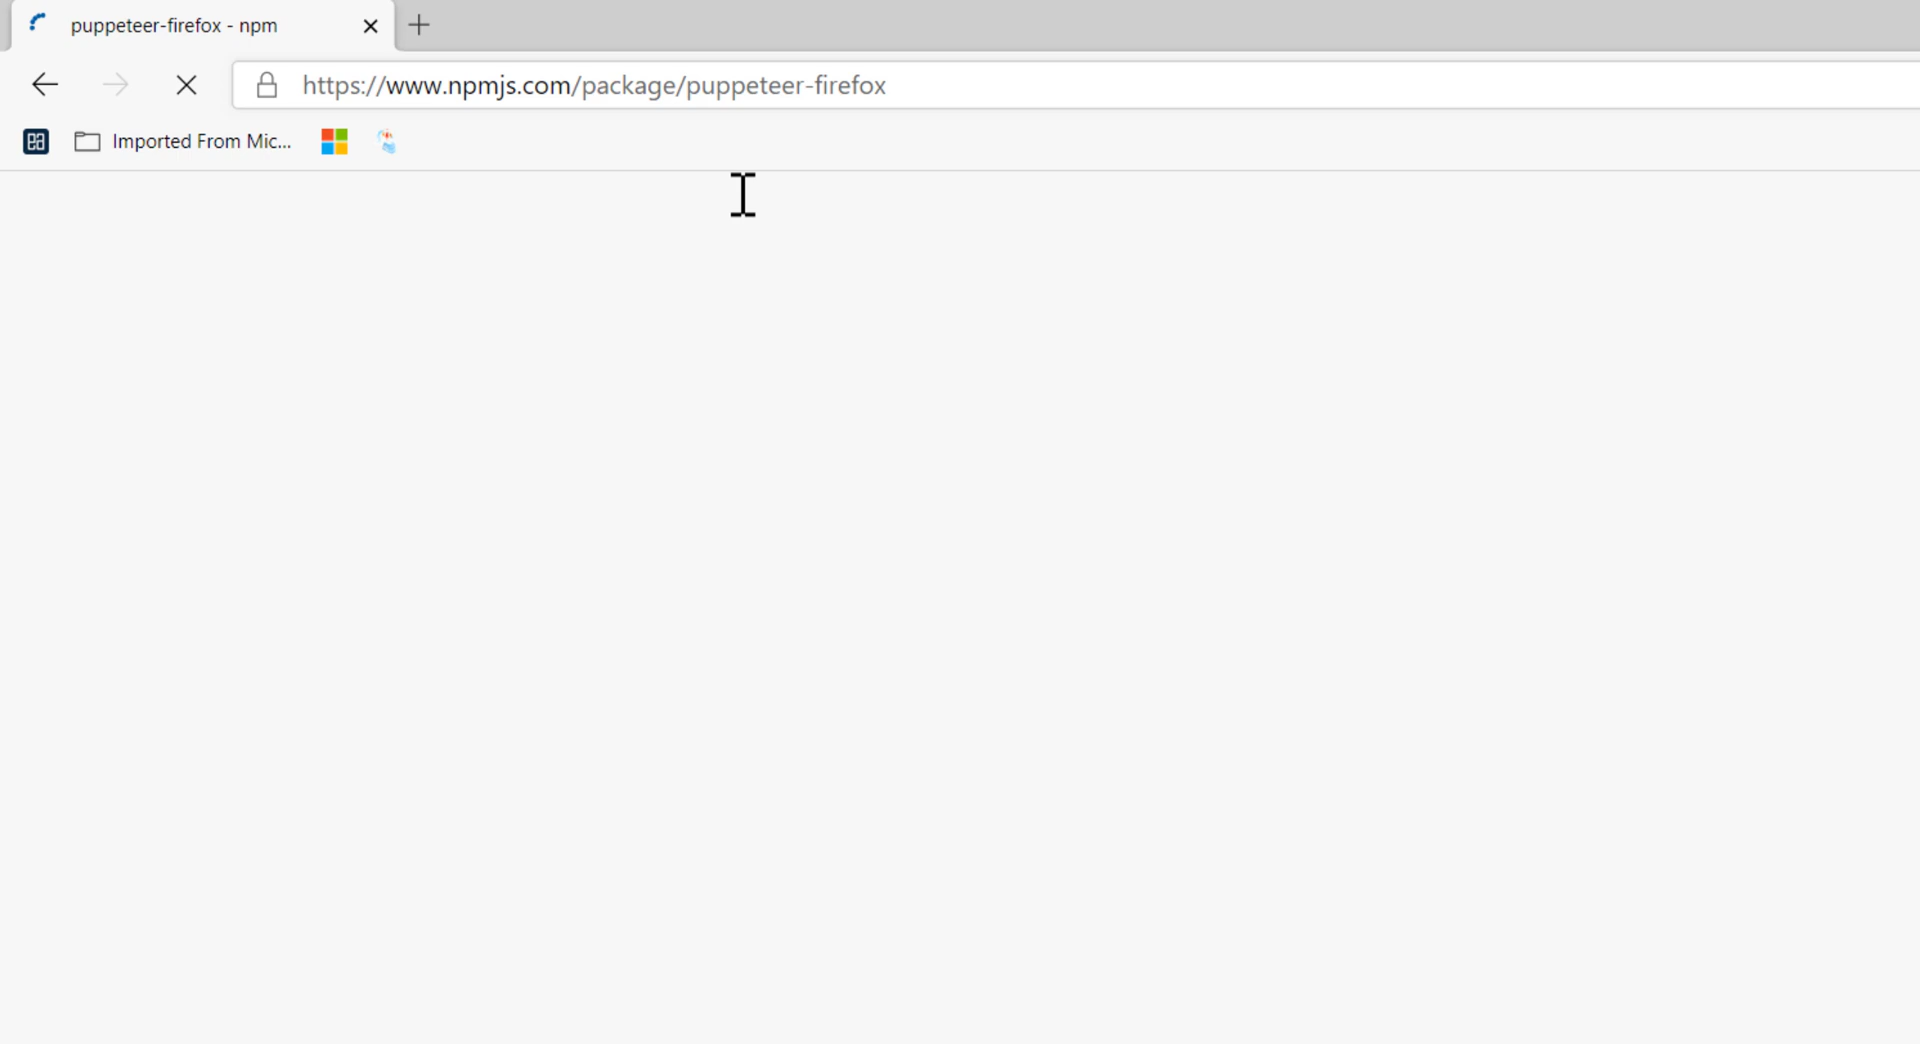 puppeteer-firefox - npm
https://www.npmjs.com/package/puppeteer-firefox
Imported From Mic...